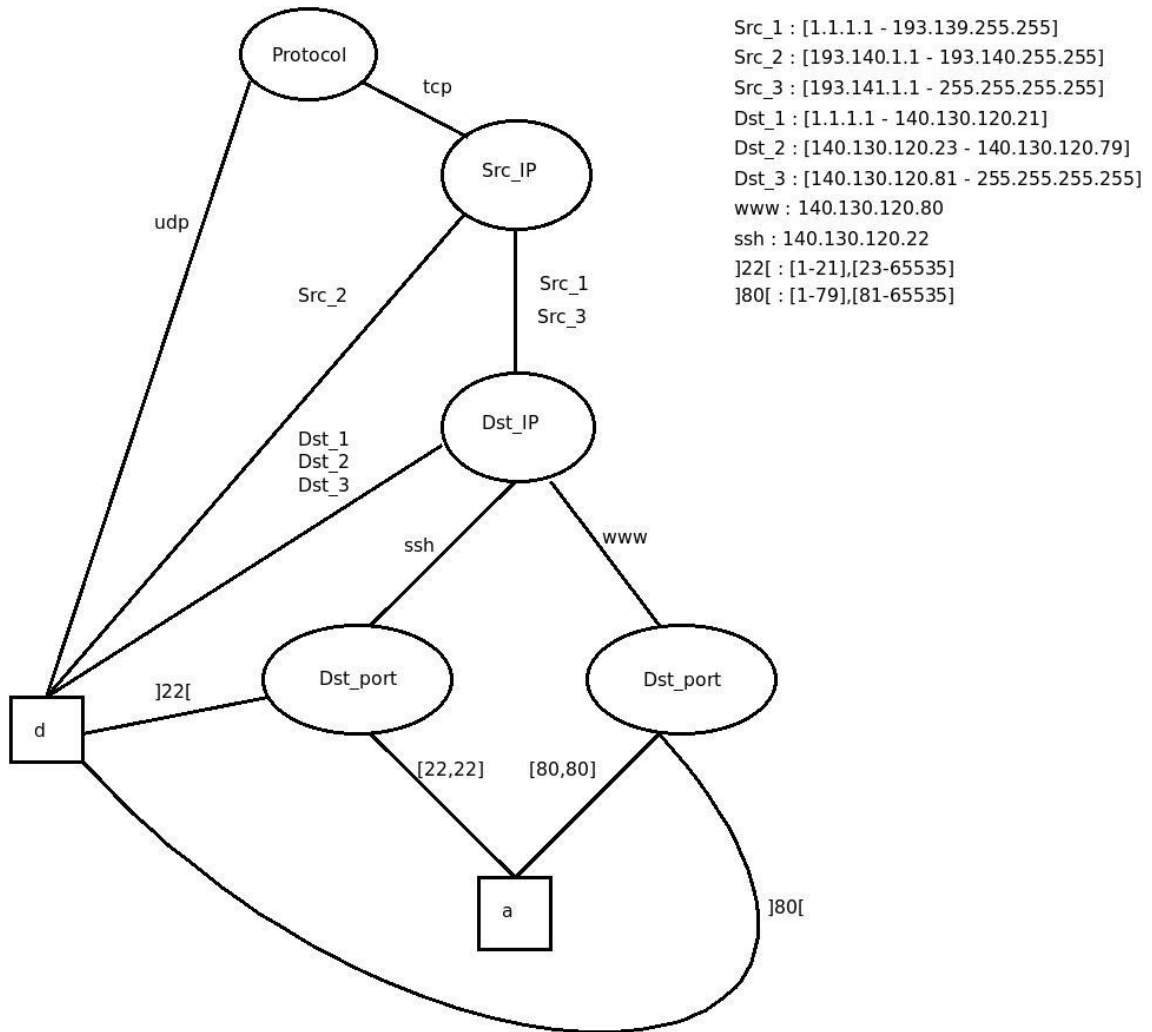 Protocol
tcp
Src_IP
udp
Src_2
Src_1
Src_3
Dst_IP
Dst_1
Dst_2
Dst_3
ssh
www
Dst_port
Dst_port
]22[
d
[22,22]
[80,80]
a
]80[
Src_1 : [1.1.1.1 - 193.139.255.255]
Src_2 : [193.140.1.1 - 193.140.255.255]
Src_3 : [193.141.1.1 - 255.255.255.255]
Dst_1 : [1.1.1.1 - 140.130.120.21]
Dst_2 : [140.130.120.23 - 140.130.120.79]
Dst_3 : [140.130.120.81 - 255.255.255.255]
www : 140.130.120.80
ssh : 140.130.120.22
]22[ : [1-21],[23-65535]
]80[ : [1-79],[81-65535]